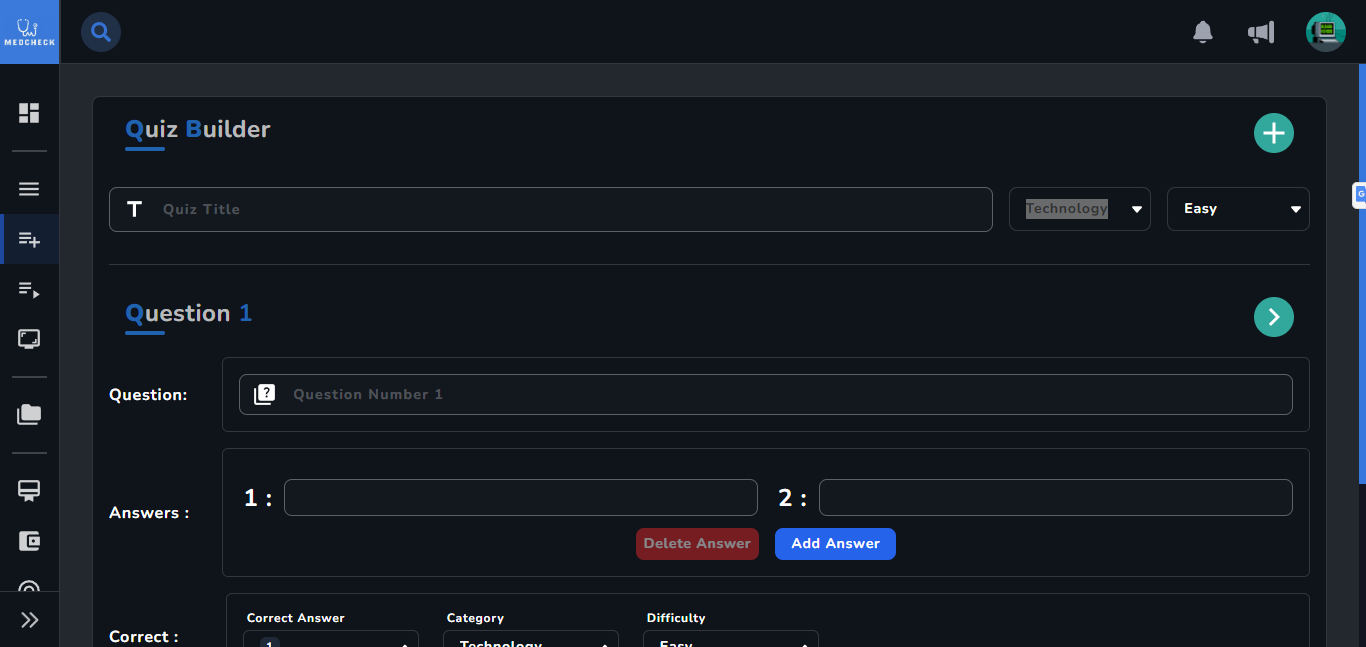 MEDCHECK
Quiz Builder
Quiz Title
Technology
Easy
Question 1
Question:
Question Number 1
Answers :
1 :
2 :
Delete Answer
Add Answer
Correct :
Correct Answer
Category
Difficulty
1
Technology
Easy